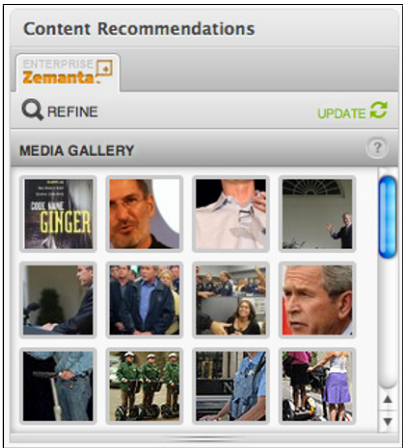 Content Recommendations
ENTERPRISE
Zemanta
REFINE
UPDATE
MEDIA GALLERY
?
CODE NAME
GINGER